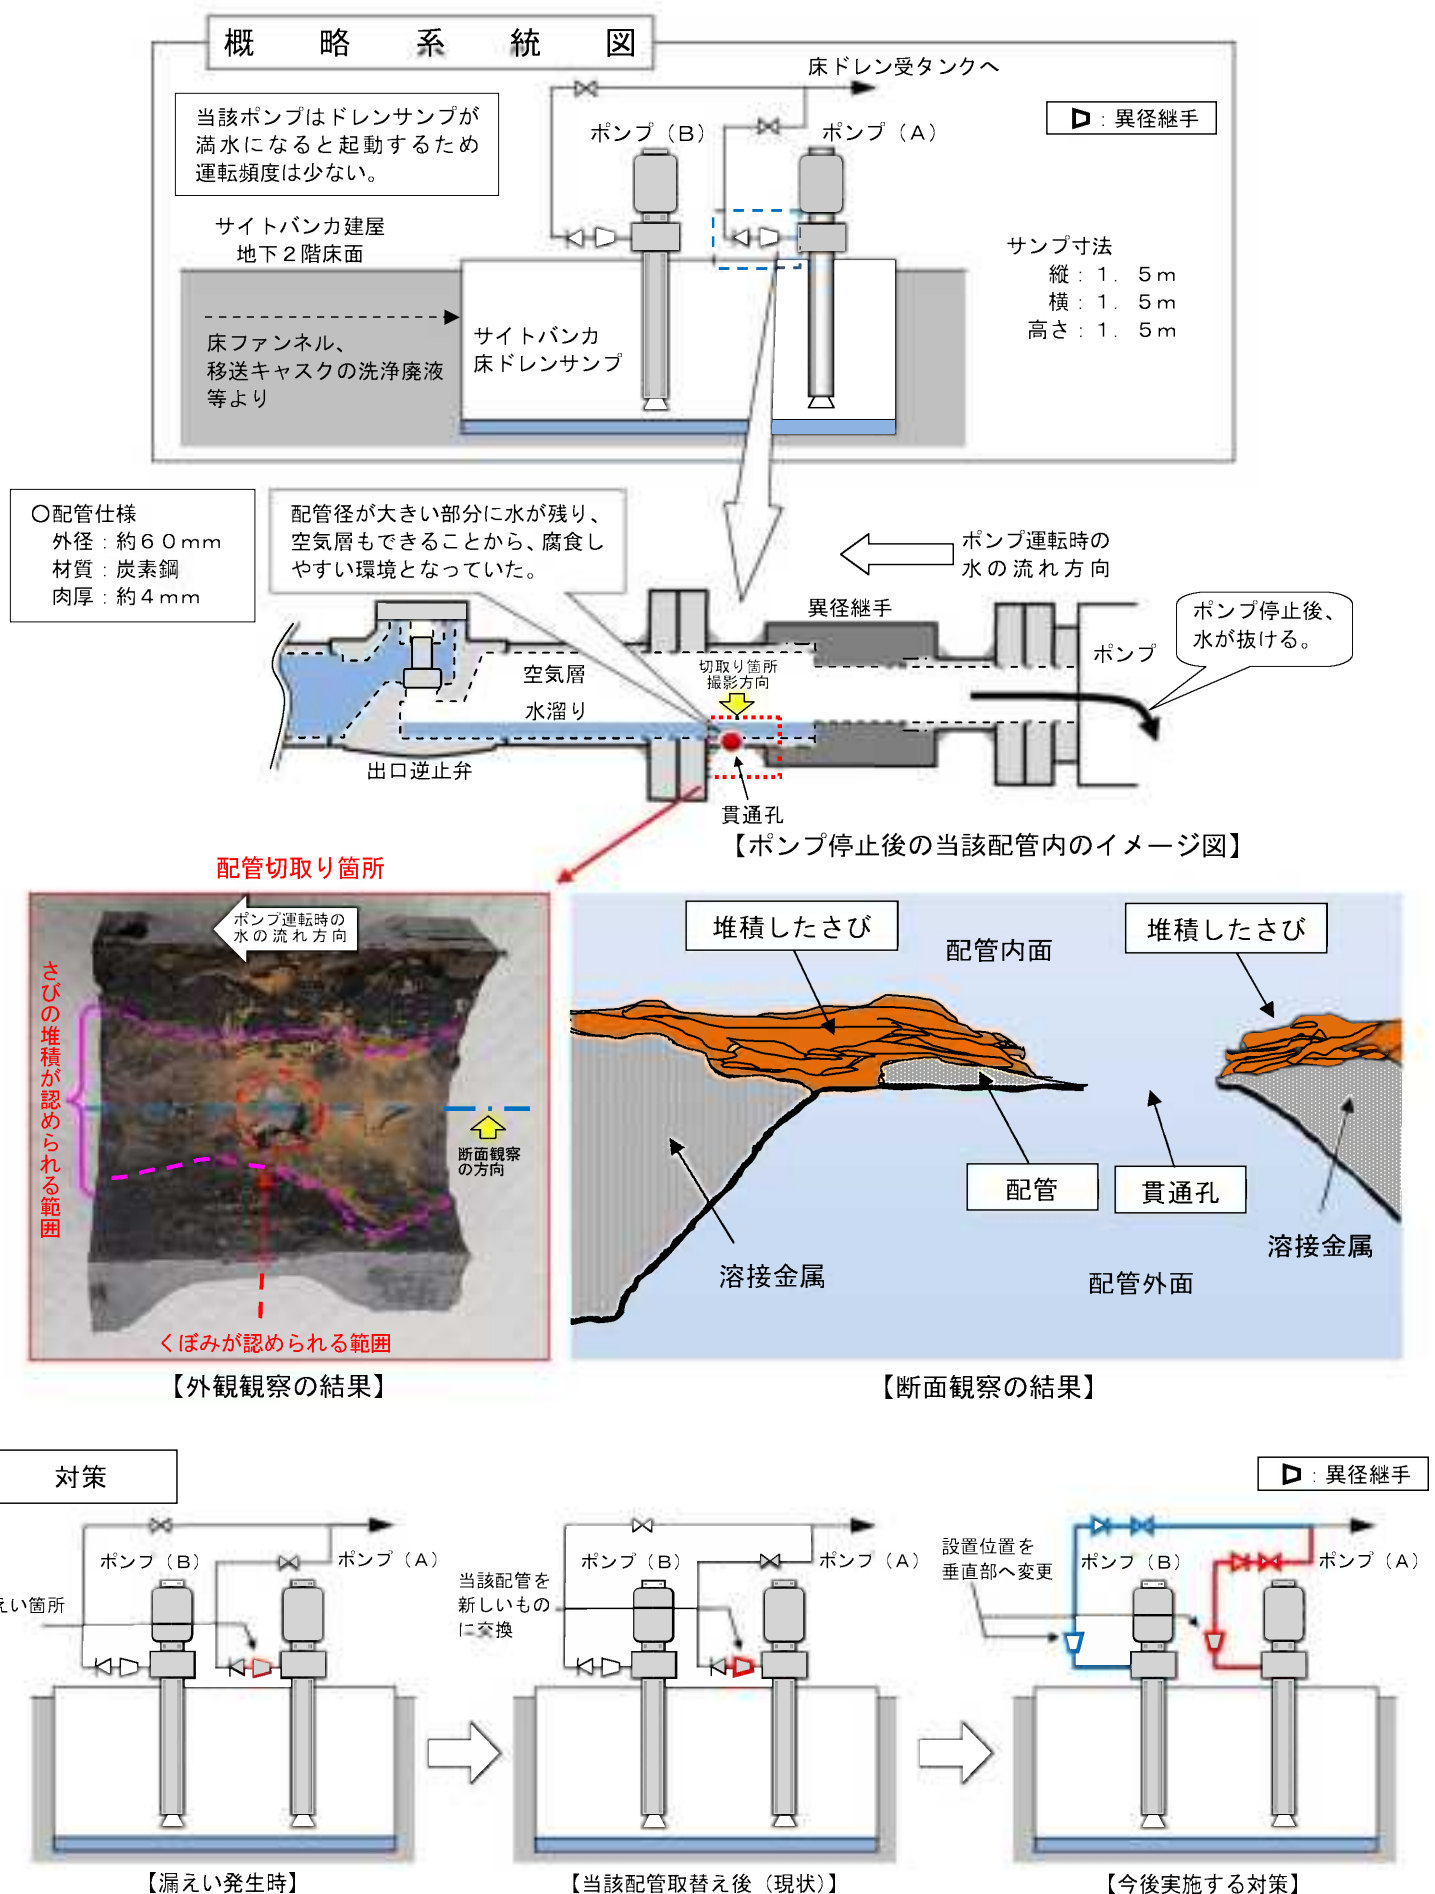 概略系統図
床ドレン受タンクへ
当該ポンプはドレンサンプが
満水になると起動するため
運転頻度は少ない。
ポンプ（Ｂ）
ポンプ（Ａ）
：異径継手
サイトバンカ建屋
地下２階床面
サンプ寸法
縦：１．５ｍ
横：１．５ｍ
高さ：１．５ｍ
床ファンネル、
移送キャスクの洗浄廃液
等より
サイトバンカ
床ドレンサンプ
〇配管仕様
外径：約６０ｍｍ
材質：炭素鋼
肉厚：約４ｍｍ
配管径が大きい部分に水が残り、
空気層もできることから、腐食し
やすい環境となっていた。
ポンプ運転時の
水の流れ方向
異径継手
ポンプ停止後、
水が抜ける。
ポンプ
空気層
切取り箇所
撮影方向
水溜り
出口逆止弁
貫通孔
【ポンプ停止後の当該配管内のイメージ図】
配管切取り箇所
ポンプ運転時の
水の流れ方向
さびの堆積が認められる範囲
断面観察
の方向
くぼみが認められる範囲
【外観観察の結果】
堆積したさび
配管内面
堆積したさび
配管
貫通孔
溶接金属
溶接金属
配管外面
【断面観察の結果】
対策
：異径継手
ポンプ（Ｂ）
ポンプ（Ａ）
えい箇所
【漏えい発生時】
ポンプ（Ｂ）
ポンプ（Ａ）
当該配管を
新しいもの
に交換
【当該配管取替え後（現状）】
設置位置を
垂直部へ変更
ポンプ（Ｂ）
ポンプ（Ａ）
【今後実施する対策】